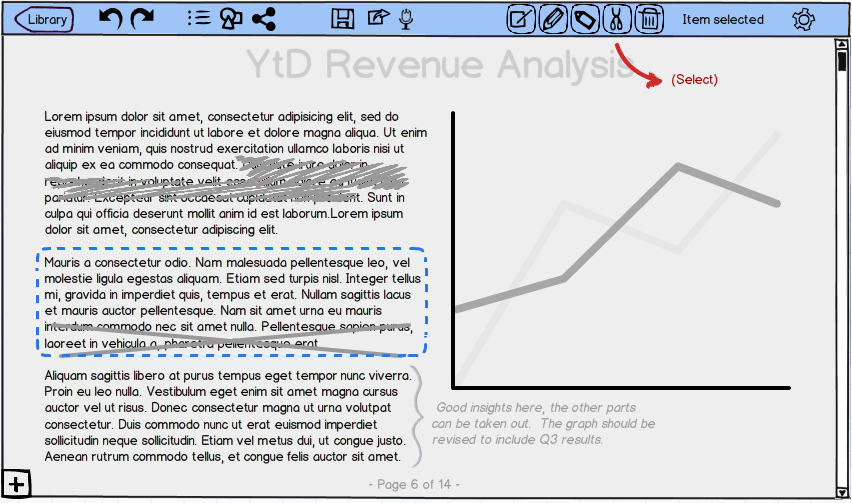 Library
Item selected
YtD Revenue Analysis
(Select)
Lorem ipsum dolor sit amet, consectetur adipisicing elit, sed do
eiusmod tempor incididunt ut labore et dolore magna aliqua. Ut enim
ad minim veniam, quis nostrud exercitation ullamco laboris nisi ut
aliquip ex ea commodo consequat. dolor in
in voluptate velit
pariatur. Excepteur sint occaecat cupidatat non proident. Sunt in
culpa qui officia deserunt mollit anim id est laborum.Lorem ipsum
dolor sit amet, consectetur adipiscing elit.
Mauris a consectetur odio. Nam malesuada pellentesque leo, vel
molestie ligula egestas aliquam. Etiam sed turpis nisl. Integer tellus
mi, gravida in imperdiet quis, tempus et erat. Nullam sagittis lacus
et mauris auctor pellentesque. Nam sit amet urna eu mauris
interdum commodo nec sit amet nulla. Pellentesque sapien purus,
laoreet in vehicula a, pharetra pellentesque erat.
Aliquam sagittis libero at purus tempus eget tempor nunc viverra.
Proin eu leo nulla. Vestibulum eget enim sit amet magna cursus
auctor vel ut risus. Donec consectetur magna ut urna volutpat
consectetur. Duis commodo nunc ut erat euismod imperdiet
sollicitudin neque sollicitudin. Etiam vel metus dui, ut congue justo.
Aenean rutrum commodo tellus, et congue felis auctor sit amet.
Good insights here, the other parts
can be taken out. The graph should be
revised to include Q3 results.
- Page 6 of 14 -